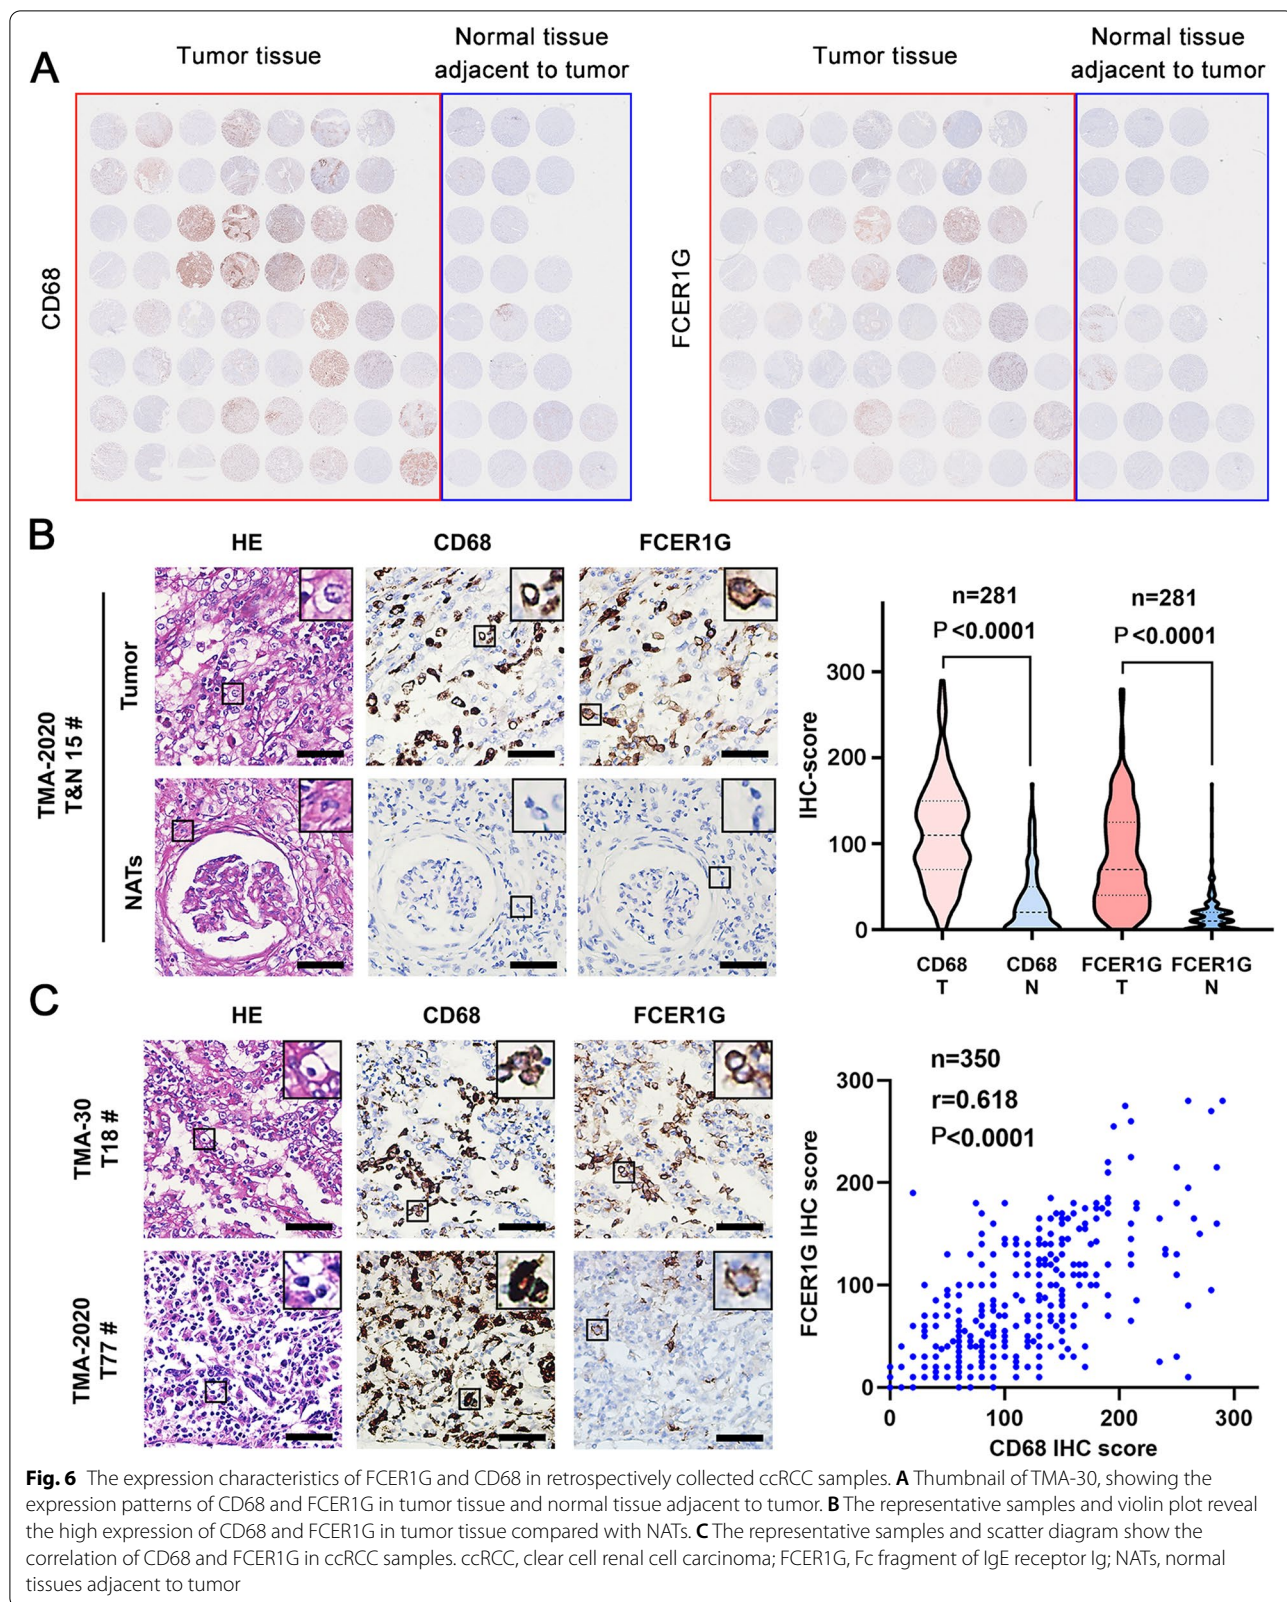 A
Tumor tissue
Normal tissue
adjacent to tumor
Tumor tissue
Normal tissue
adjacent to tumor
CD68
FCER1G
B
HE
CD68
FCER1G
TMA-2020
T&N 15 #
Tumor
NATs
n=281
P <0.0001
n=281
P <0.0001
IHC-score
300
200
100
0
CD68
T
CD68
N
FCER1G
T
FCER1G
N
C
HE
CD68
FCER1G
TMA-30
T18 #
TMA-2020
T77 #
n=350
r=0.618
P<0.0001
FCER1G IHC score
300
200
100
0
0
100
200
300
CD68 IHC score
Fig. 6 The expression characteristics of FCER1G and CD68 in retrospectively collected ccRCC samples. A Thumbnail of TMA-30, showing the
expression patterns of CD68 and FCER1G in tumor tissue and normal tissue adjacent to tumor. B The representative samples and violin plot reveal
the high expression of CD68 and FCER1G in tumor tissue compared with NATs. C The representative samples and scatter diagram show the
correlation of CD68 and FCER1G in ccRCC samples. ccRCC, clear cell renal cell carcinoma; FCER1G, Fc fragment of IgE receptor Ig; NATs, normal
tissues adjacent to tumor